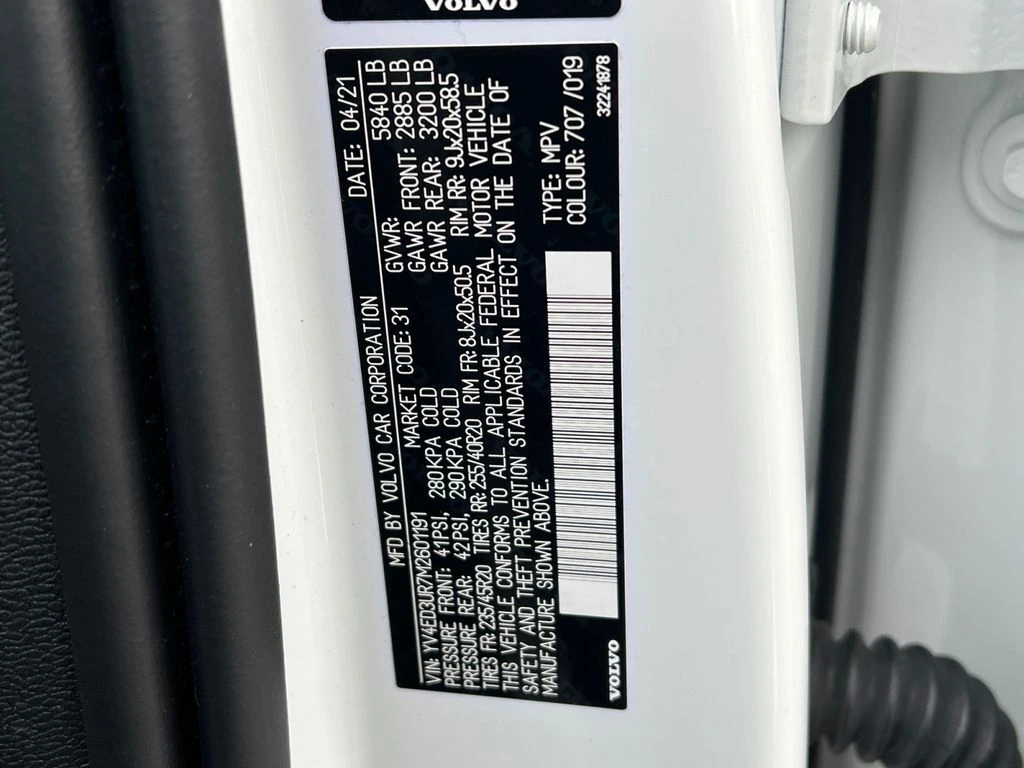 VOLVO
MFD BY VOLVO CAR CORPORATION DATE: 04/21
VIN: YV4ED3UR7M2601191 MARKET CODE: 31 GVWR: 5840 LB
PRESSURE FRONT: 41PSI, 280KPA COLD GAWR FRONT: 2885 LB
PRESSURE REAR: 42PSI, 290KPA COLD GAWR REAR: 3200 LB
TIRES FR: 235/45R20 TIRES RR: 255/40R20 RIM FR: 8Jx20x50.5 RIM RR: 9Jx20x58.5
THIS VEHICLE CONFORMS TO ALL APPLICABLE FEDERAL MOTOR VEHICLE
SAFETY AND THEFT PREVENTION STANDARDS IN EFFECT ON THE DATE OF
MANUFACTURE SHOWN ABOVE.
TYPE: MPV
COLOUR: 707 /019
VOLVO 32241878